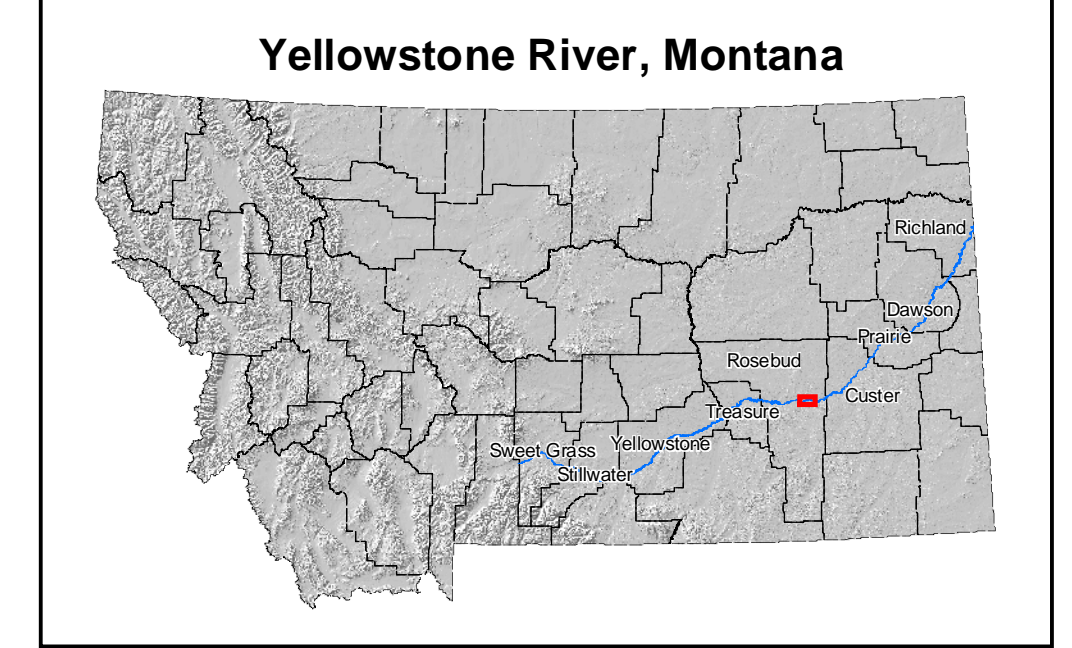 Yellowstone River, Montana
Richland
Dawson
Prairie
Rosebud
Custer
Treasure
Yellowstone
Sweet Grass
Stillwater